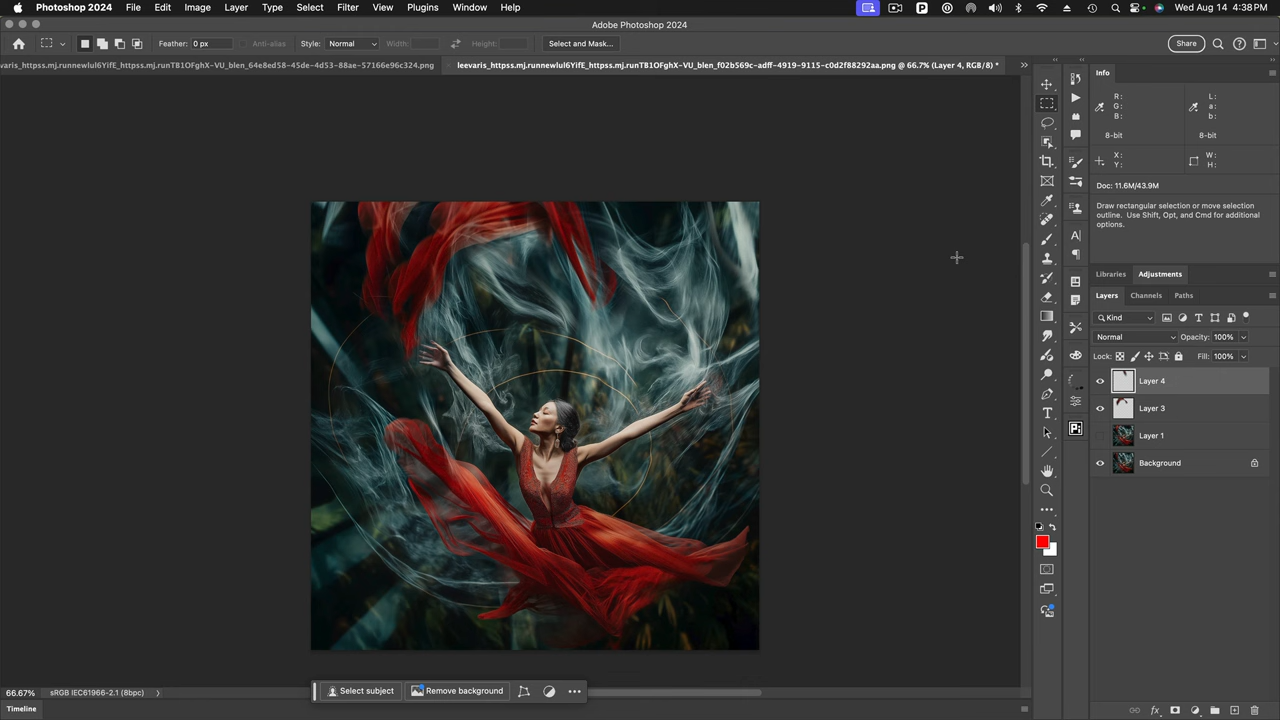 Photoshop 2024 File Edit Image Layer Type Select Filter View Plugins Window Help Wed Aug 14 4:38 PM
Adobe Photoshop 2024
Feather: 0 px Anti-alias Style: Normal Width: Height: Select and Mask... Share
varis_httpss.mj.runnewlul6YifE_httpss.mj.runTB1OFghX-VU_blen_64e8ed58-45de-4d53-88ae-57166e96c324.png
leevaris_httpss.mj.runnewlul6YifE_httpss.mj.runTB1OFghX-VU_blen_f02b569c-adff-4919-9115-c0d2f88292aa.png @ 66.7% (Layer 4, RGB/8) *
Info
R: L:
G: a:
B: b:
8-bit 8-bit
X: W:
Y: H:
Doc: 11.6M/43.9M
Draw rectangular selection or move selection
outline. Use Shift, Opt, and Cmd for additional
options.
Libraries Adjustments
Layers Channels Paths
Kind
Normal Opacity: 100%
Lock: Fill: 100%
Layer 4
Layer 3
Layer 1
Background
Select subject Remove background
66.67% sRGB IEC61966-2.1 (8bpc)
Timeline